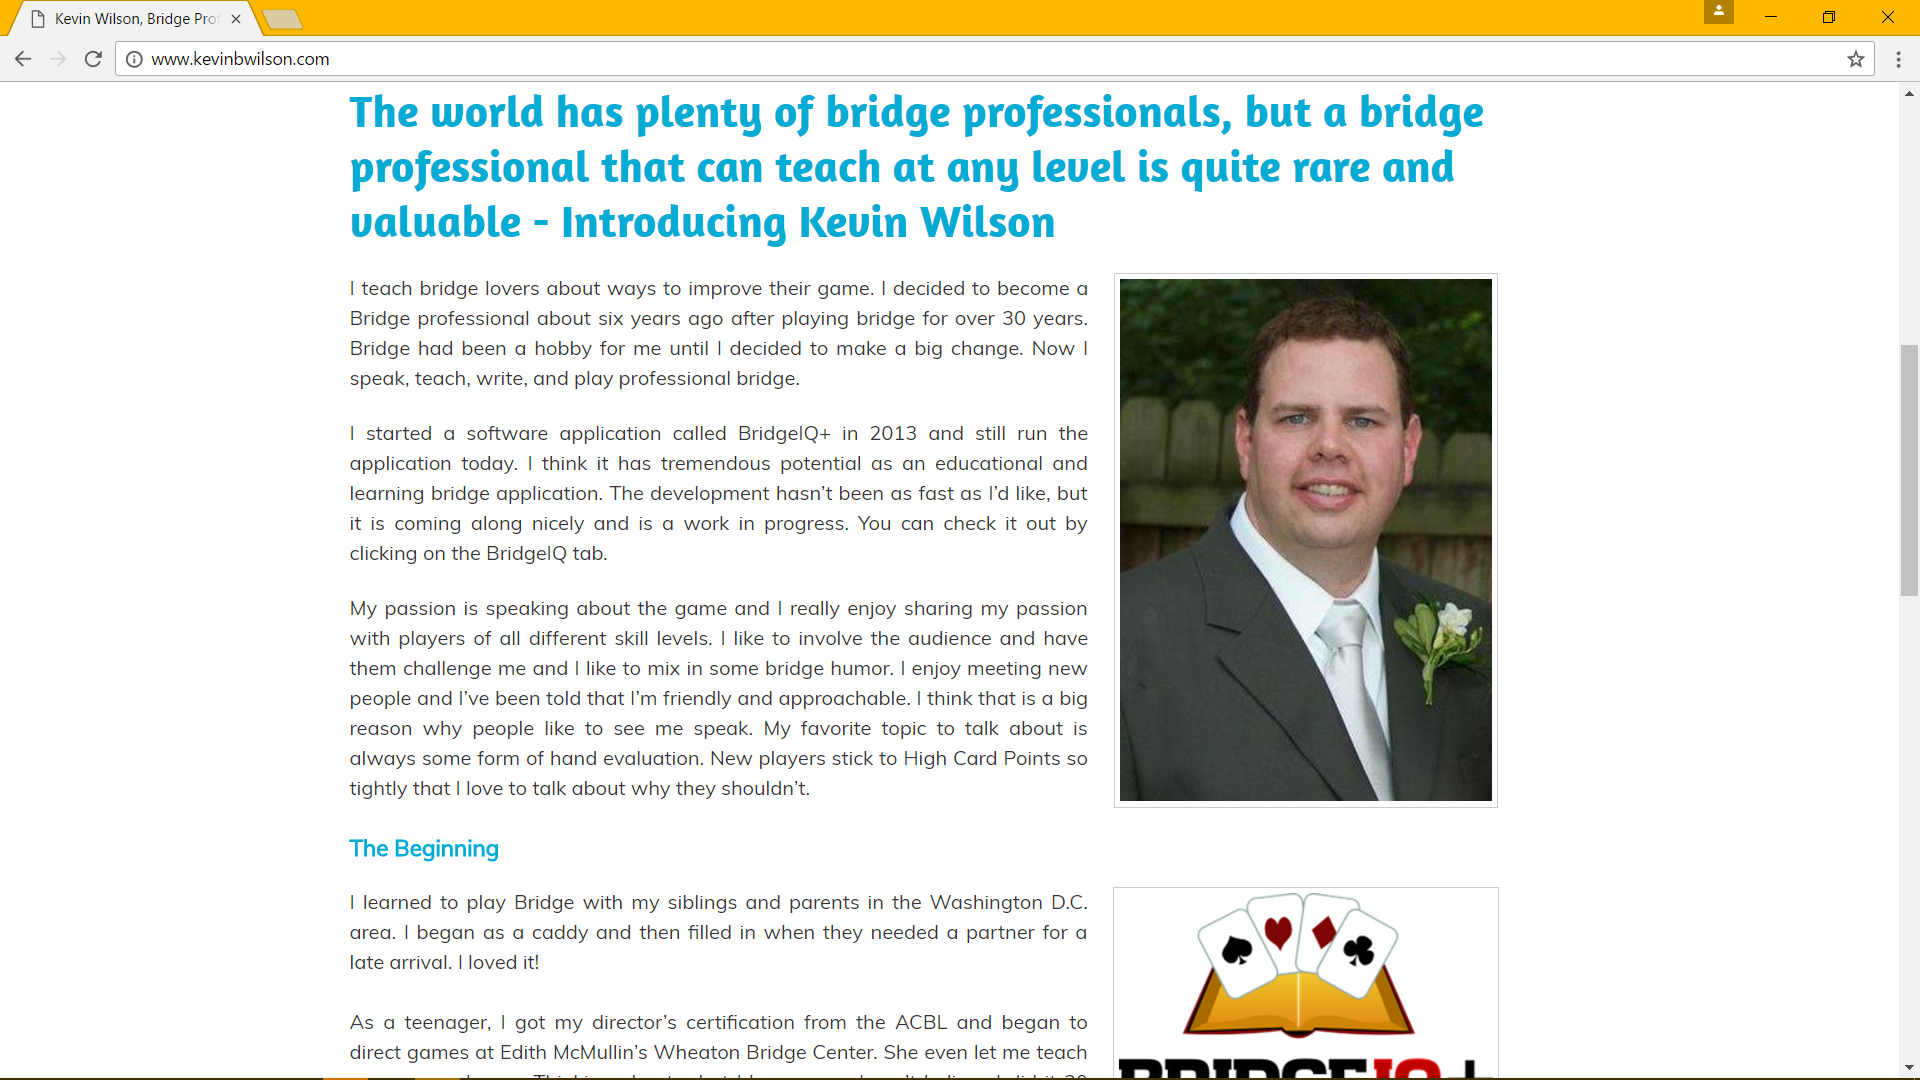 Kevin Wilson, Bridge Pro
www.kevinbwilson.com
The world has plenty of bridge professionals, but a bridge
professional that can teach at any level is quite rare and
valuable - Introducing Kevin Wilson
I teach bridge lovers about ways to improve their game. I decided to become a
Bridge professional about six years ago after playing bridge for over 30 years.
Bridge had been a hobby for me until I decided to make a big change. Now I
speak, teach, write, and play professional bridge.
I started a software application called BridgeIQ+ in 2013 and still run the
application today. I think it has tremendous potential as an educational and
learning bridge application. The development hasn’t been as fast as I’d like, but
it is coming along nicely and is a work in progress. You can check it out by
clicking on the BridgeIQ tab.
My passion is speaking about the game and I really enjoy sharing my passion
with players of all different skill levels. I like to involve the audience and have
them challenge me and I like to mix in some bridge humor. I enjoy meeting new
people and I’ve been told that I’m friendly and approachable. I think that is a big
reason why people like to see me speak. My favorite topic to talk about is
always some form of hand evaluation. New players stick to High Card Points so
tightly that I love to talk about why they shouldn’t.
The Beginning
I learned to play Bridge with my siblings and parents in the Washington D.C.
area. I began as a caddy and then filled in when they needed a partner for a
late arrival. I loved it!
As a teenager, I got my director’s certification from the ACBL and began to
direct games at Edith McMullin’s Wheaton Bridge Center. She even let me teach
BRIDGEIQ+